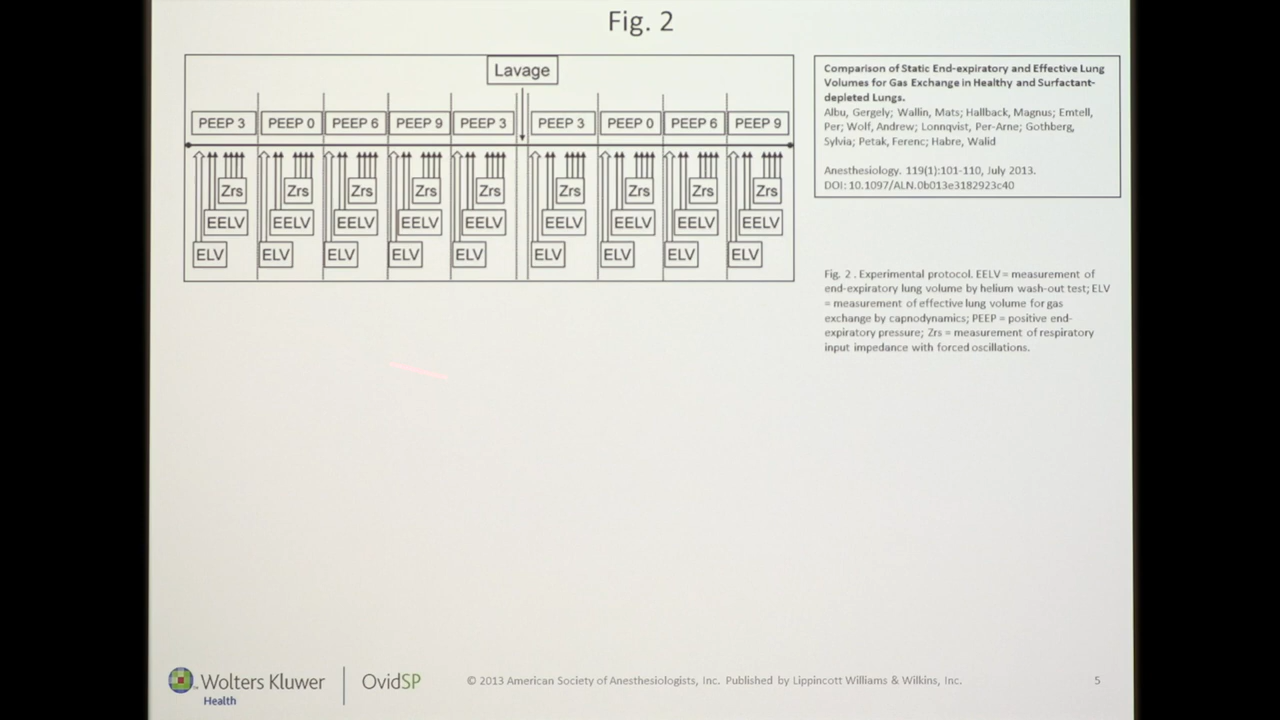 Fig. 2
Lavage
PEEP 3 PEEP 0 PEEP 6 PEEP 9 PEEP 3 PEEP 3 PEEP 0 PEEP 6 PEEP 9
Zrs Zrs Zrs Zrs Zrs Zrs Zrs Zrs Zrs
EELV EELV EELV EELV EELV EELV EELV EELV EELV
ELV ELV ELV ELV ELV ELV ELV ELV ELV
Comparison of Static End-expiratory and Effective Lung
Volumes for Gas Exchange in Healthy and Surfactant-
depleted Lungs.
Albu, Gergely; Wallin, Mats; Hallback, Magnus; Emtell,
Per; Wolf, Andrew; Lonnqvist, Per-Arne; Gothberg,
Sylvia; Petak, Ferenc; Habre, Walid
Anesthesiology. 119(1):101-110, July 2013.
DOI: 10.1097/ALN.0b013e3182923c40
Fig. 2 . Experimental protocol. EELV = measurement of
end-expiratory lung volume by helium wash-out test; ELV
= measurement of effective lung volume for gas
exchange by capnodynamics; PEEP = positive end-
expiratory pressure; Zrs = measurement of respiratory
input impedance with forced oscillations.
Wolters Kluwer
Health
OvidSP
© 2013 American Society of Anesthesiologists, Inc. Published by Lippincott Williams & Wilkins, Inc.
5